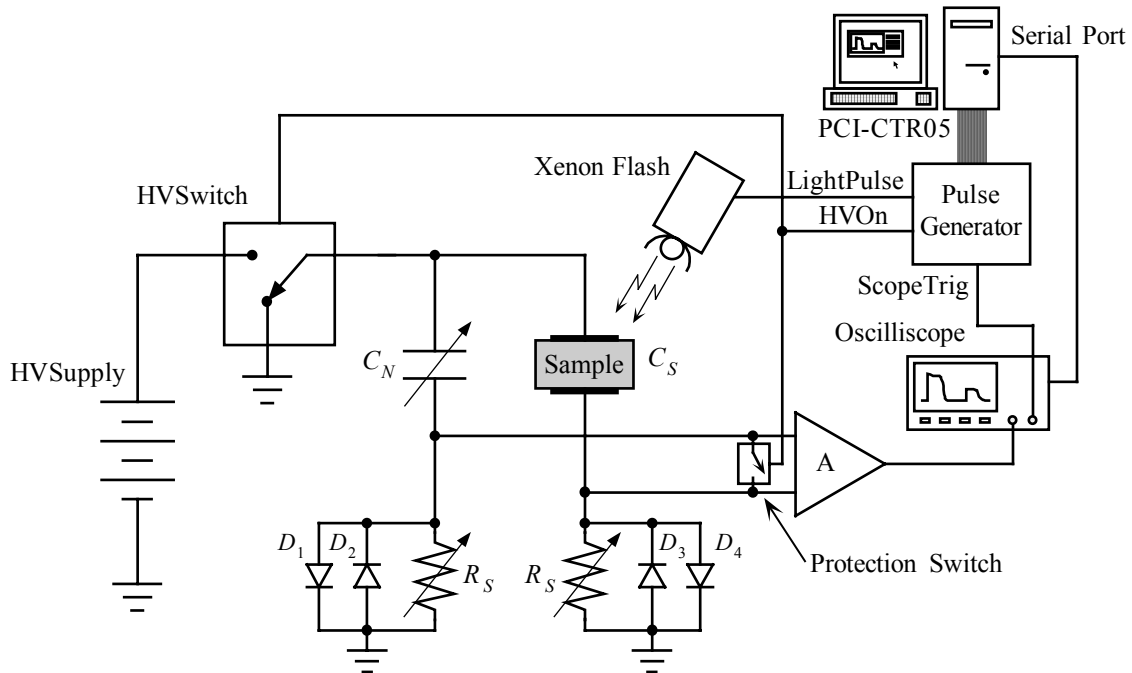 Serial Port
PCI-CTR05
Xenon Flash
LightPulse
HVOn
Pulse
Generator
HVSwitch
ScopeTrig
Oscilliscope
HVSupply
C_N
Sample
C_S
A
D_1
D_2
R_S
R_S
D_3
D_4
Protection Switch